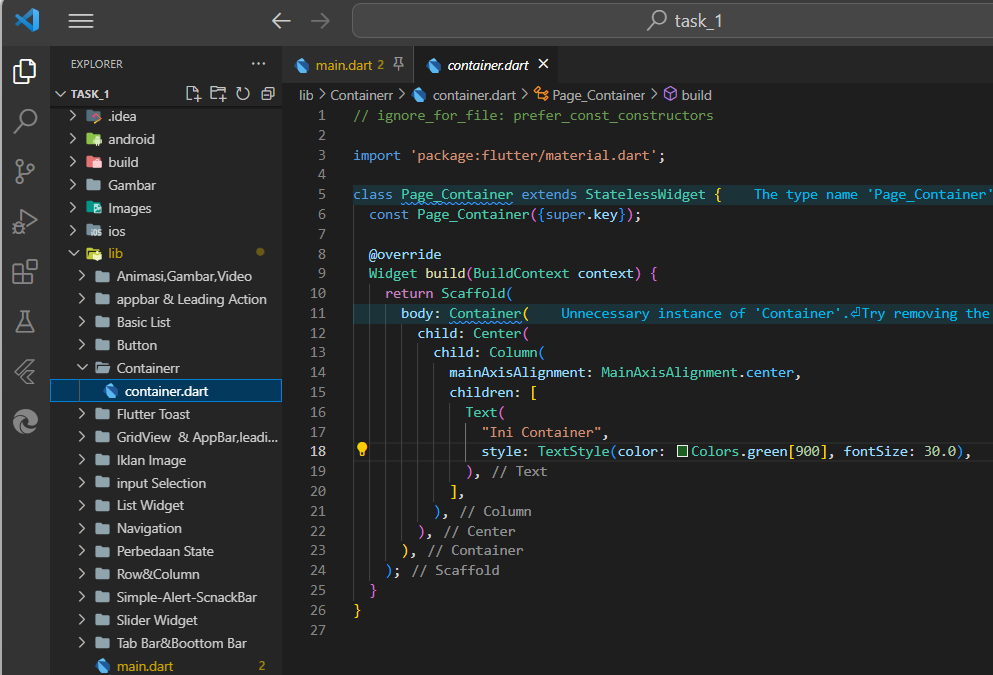 task_1
EXPLORER ...
TASK_1
.idea
android
build
Gambar
Images
ios
lib
Animasi,Gambar,Video
appbar & Leading Action
Basic List
Button
Containerr
container.dart
Flutter Toast
GridView & AppBar,leadi...
Iklan Image
input Selection
List Widget
Navigation
Perbedaan State
Row&Column
Simple-Alert-ScnackBar
Slider Widget
Tab Bar&Boottom Bar
main.dart 2
main.dart 2
container.dart
lib > Containerr > container.dart > Page_Container > build
1 // ignore_for_file: prefer_const_constructors
2
3 import 'package:flutter/material.dart';
4
5 class Page_Container extends StatelessWidget { The type name 'Page_Container'
6 const Page_Container({super.key});
7
8 @override
9 Widget build(BuildContext context) {
10 return Scaffold(
11 body: Container( Unnecessary instance of 'Container'.⏎Try removing the
12 child: Center(
13 child: Column(
14 mainAxisAlignment: MainAxisAlignment.center,
15 children: [
16 Text(
17 "Ini Container",
18 style: TextStyle(color: Colors.green[900], fontSize: 30.0),
19 ), // Text
20 ],
21 ), // Column
22 ), // Center
23 ), // Container
24 ); // Scaffold
25 }
26 }
27